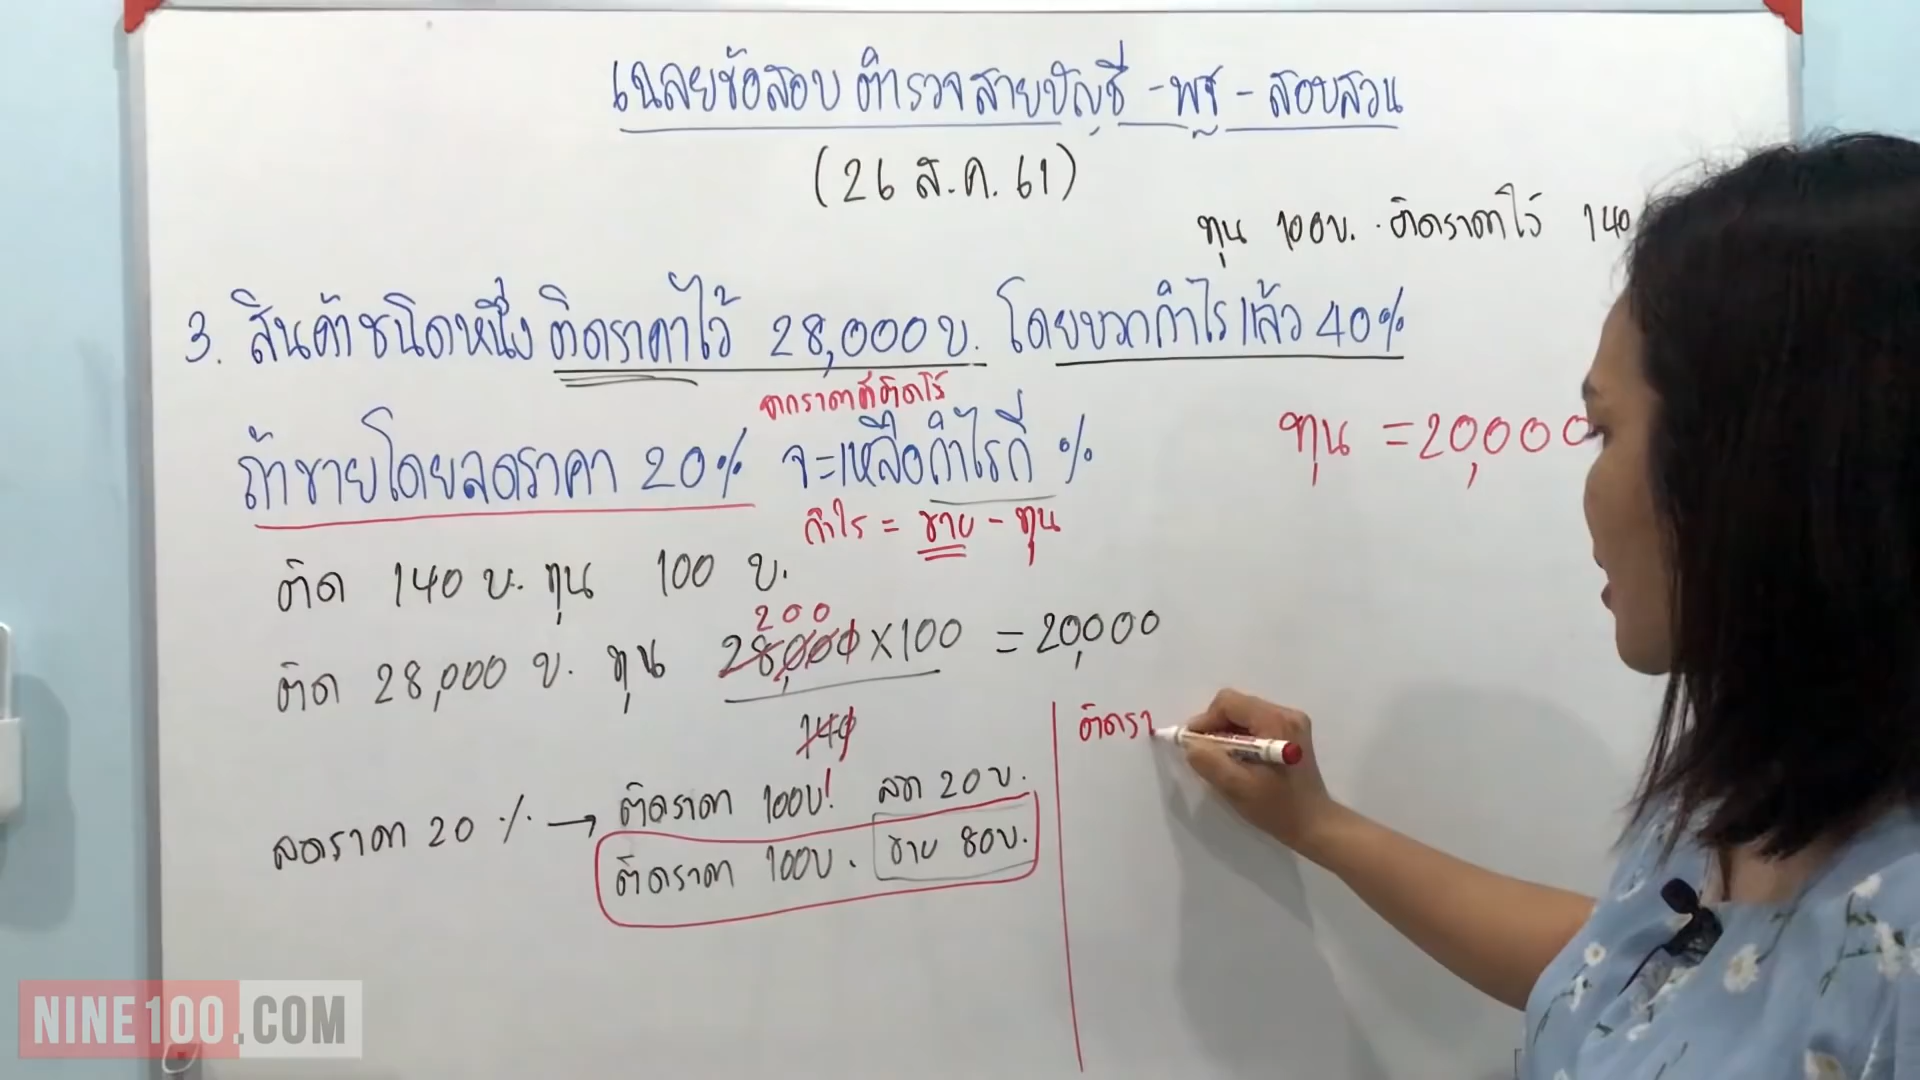 เฉลยข้อสอบ ตำรวจสายบัญชี - พฐ - สอบสวน
(26 ส.ค. 61)
ทุน 100บ. ติดราคาไว้ 140
3. สินค้าชนิดหนึ่ง ติดราคาไว้ 28,000 บ. โดยบวกกำไรแล้ว 40%
จากราคาที่ติดไว้
ถ้าขายโดยลดราคา 20% จะเหลือกำไรกี่ %
ทุน = 20,000
กำไร = ขาย - ทุน
ติด 140 บ. ทุน 100 บ.
200
ติด 28,000 บ. ทุน 28,000 x 100 = 20,000
140
ติดรา
ลดราคา 20 % → ติดราคา 100บ. ลด 20 บ.
ติดราคา 100บ. ขาย 80บ.
NINE100.COM